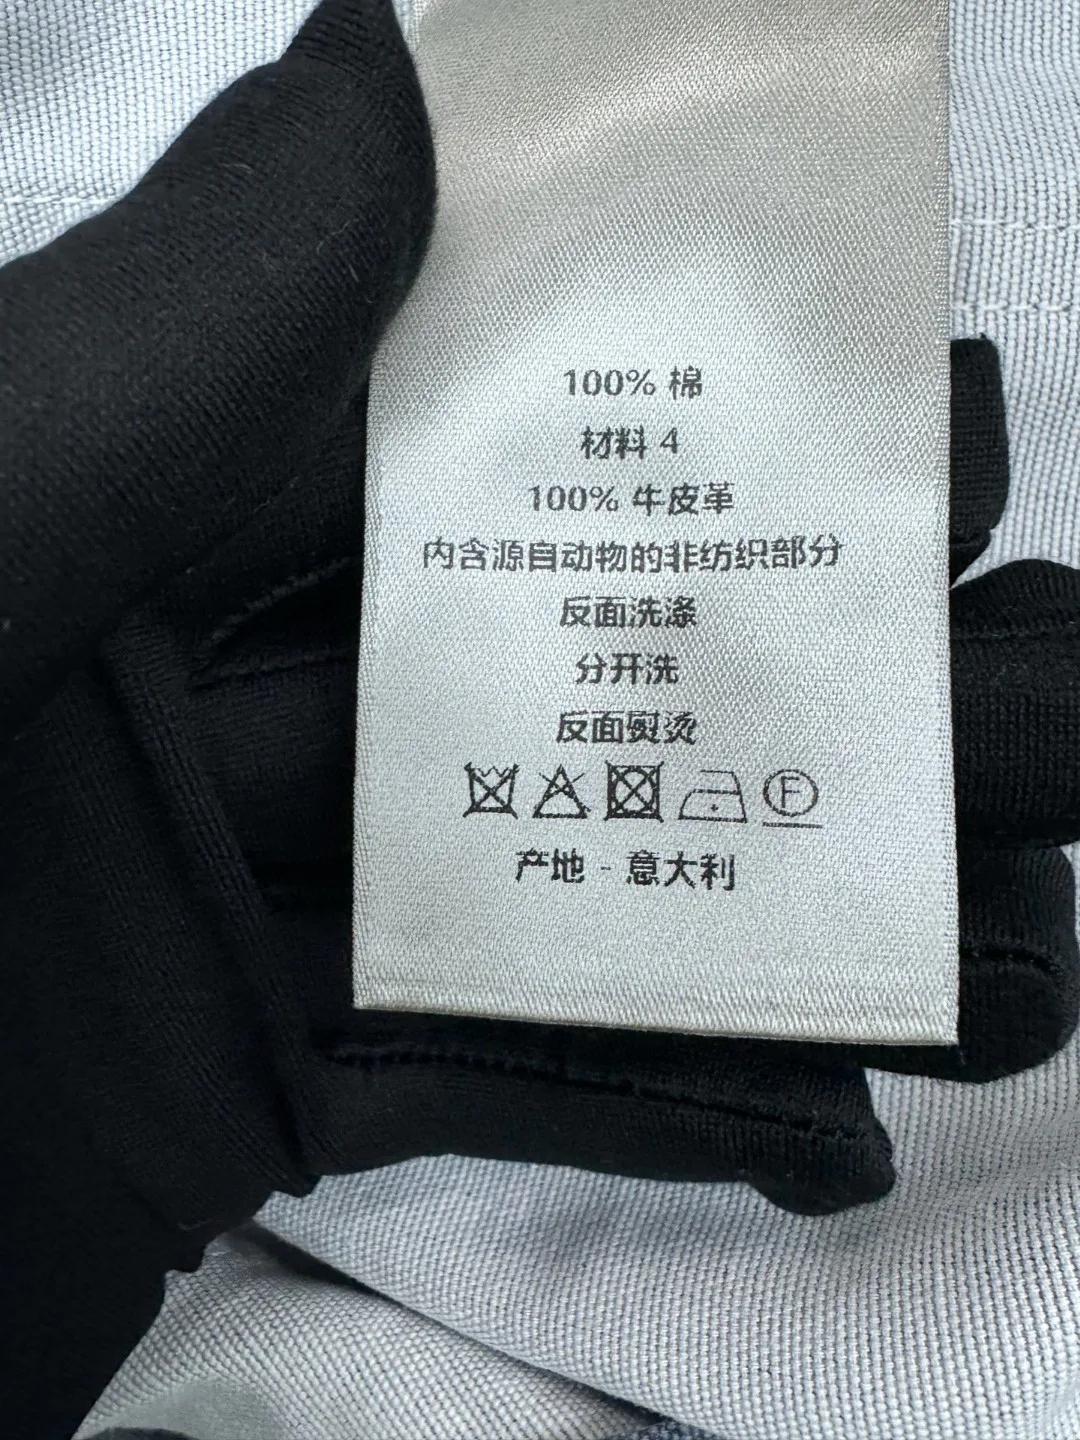 100% 棉
材料 4
100% 牛皮革
内含源自动物的非纺织部分
反面洗涤
分开洗
反面熨烫
F
产地 - 意大利